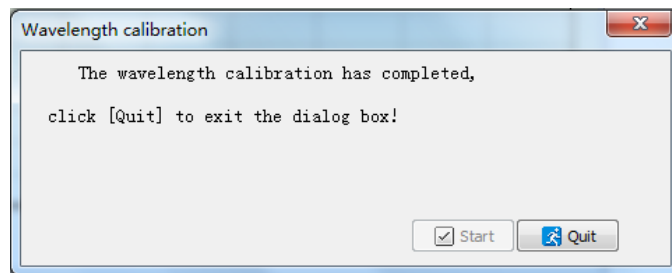 Wavelength calibration
The wavelength calibration has completed,
click [Quit] to exit the dialog box!
Start
Quit